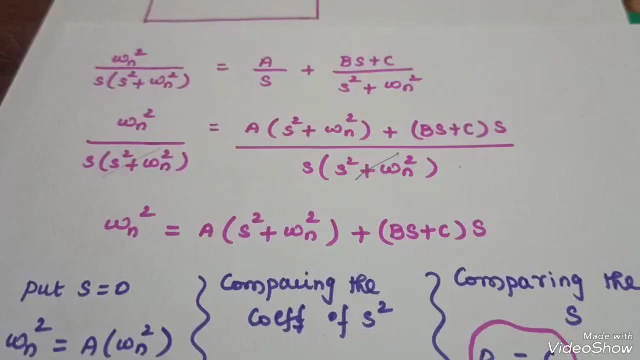 ωn² / s(s²+ωn²) = A/s + (Bs+C) / (s²+ωn²)
ωn² / s(s²+ωn²) = (A(s²+ωn²) + (Bs+C)s) / s(s²+ωn²)
ωn² = A(s²+ωn²) + (Bs+C)s
put s=0
ωn² = A(ωn²)
Comparing the
coeff of s²
Comparing the
s
Made with
VideoShow